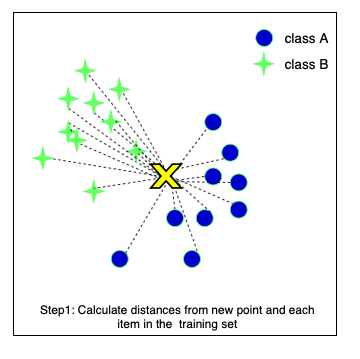 class A
class B
Step1: Calculate distances from new point and each
item in the training set